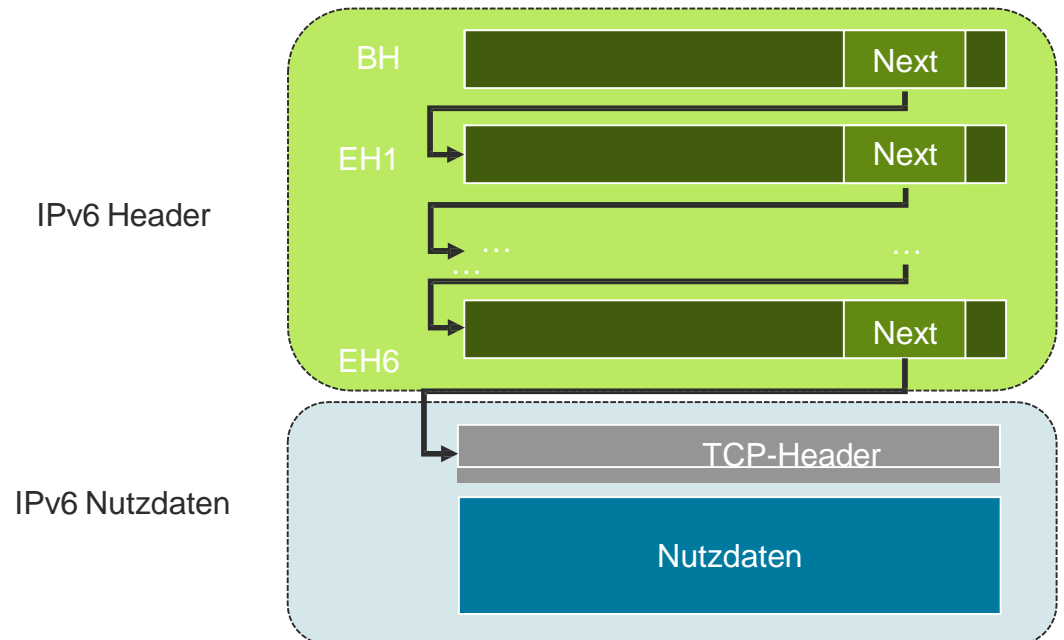 BH
Next
EH1
Next
IPv6 Header
…
…
…
Next
EH6
TCP-Header
IPv6 Nutzdaten
Nutzdaten